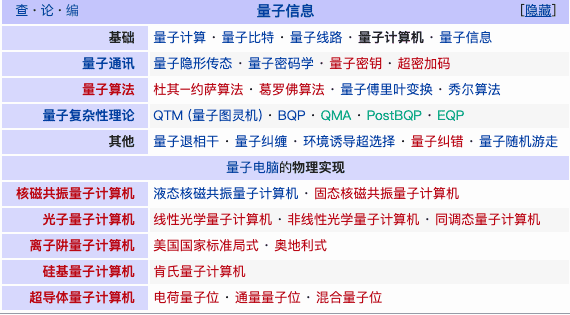 查·论·编 量子信息 [隐藏]
基础 量子计算 · 量子比特 · 量子线路 · 量子计算机 · 量子信息
量子通讯 量子隐形传态 · 量子密码学 · 量子密钥 · 超密加码
量子算法 杜其-约萨算法 · 葛罗佛算法 · 量子傅里叶变换 · 秀尔算法
量子复杂性理论 QTM (量子图灵机) · BQP · QMA · PostBQP · EQP
其他 量子退相干 · 量子纠缠 · 环境诱导超选择 · 量子纠错 · 量子随机游走
量子电脑的物理实现
核磁共振量子计算机 液态核磁共振量子计算机 · 固态核磁共振量子计算机
光子量子计算机 线性光学量子计算机 · 非线性光学量子计算机 · 同调态量子计算机
离子阱量子计算机 美国国家标准局式 · 奥地利式
硅基量子计算机 肯氏量子计算机
超导体量子计算机 电荷量子位 · 通量量子位 · 混合量子位